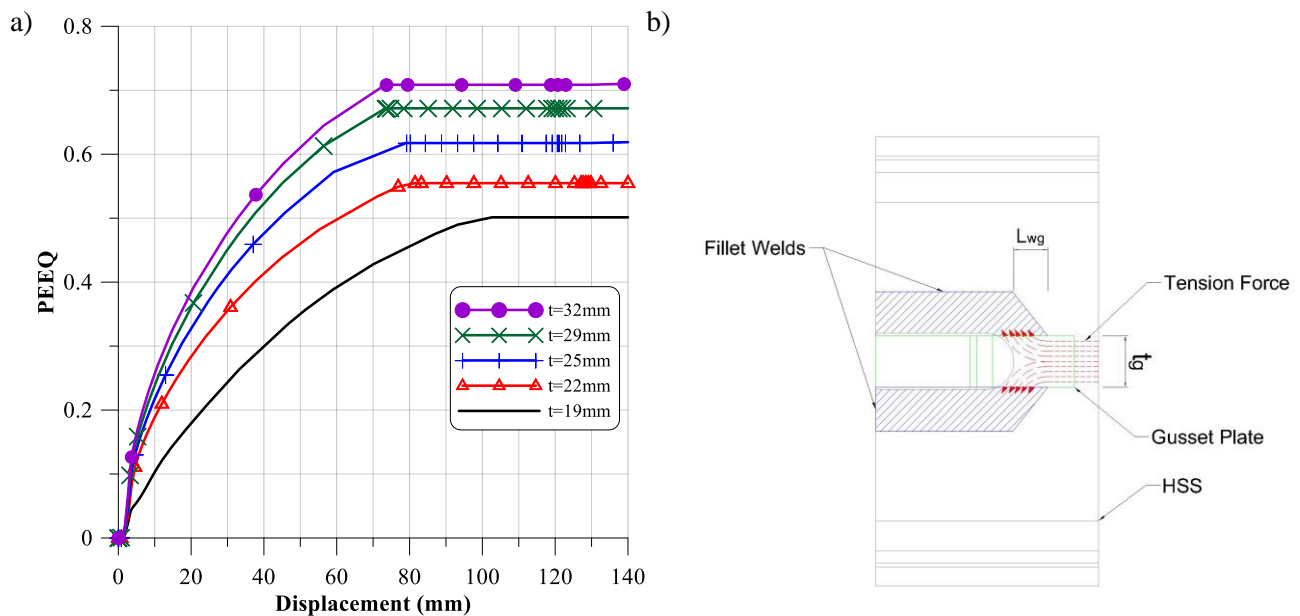 a)
0.8
0.6
0.4
0.2
0
PEEQ
t=32mm
t=29mm
t=25mm
t=22mm
t=19mm
0 20 40 60 80 100 120 140
Displacement (mm)
b)
Fillet Welds
Lwg
Tension Force
tg
Gusset Plate
HSS